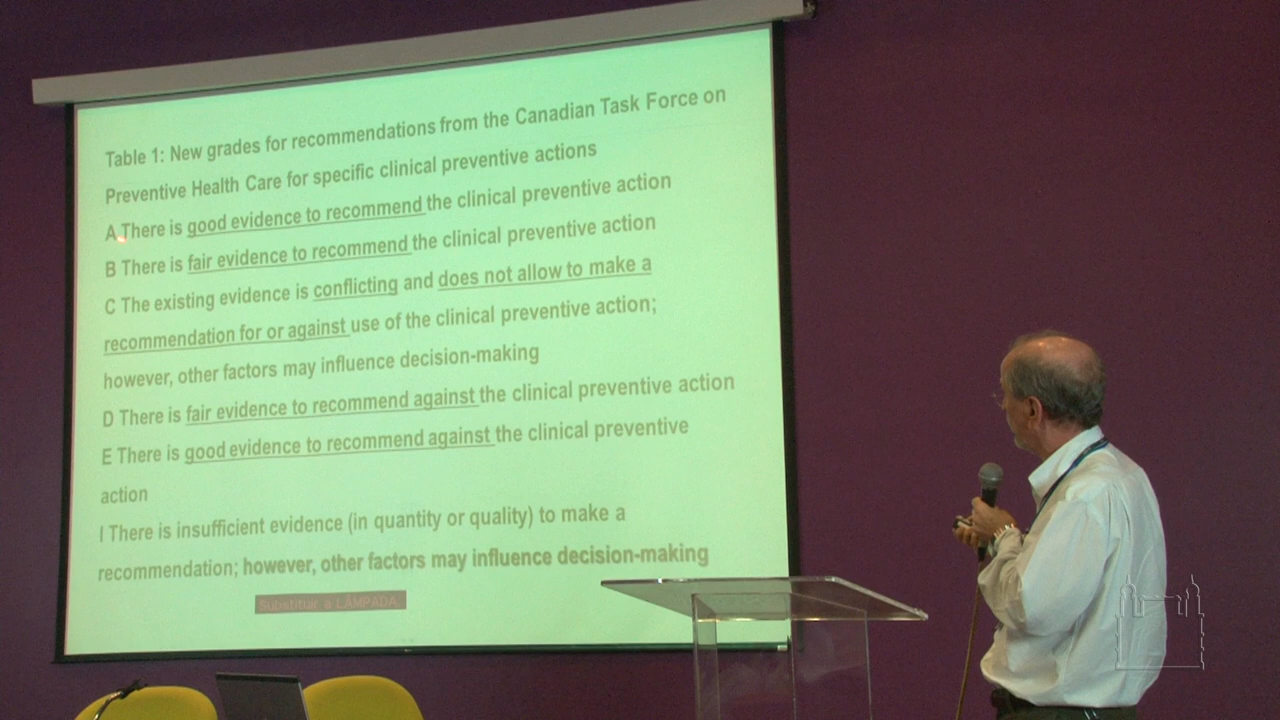 Table 1: New grades for recommendations from the Canadian Task Force on
Preventive Health Care for specific clinical preventive actions
A There is good evidence to recommend the clinical preventive action
B There is fair evidence to recommend the clinical preventive action
C The existing evidence is conflicting and does not allow to make a
recommendation for or against use of the clinical preventive action;
however, other factors may influence decision-making
D There is fair evidence to recommend against the clinical preventive action
E There is good evidence to recommend against the clinical preventive
action
I There is insufficient evidence (in quantity or quality) to make a
recommendation; however, other factors may influence decision-making
Substituir a LÂMPADA.